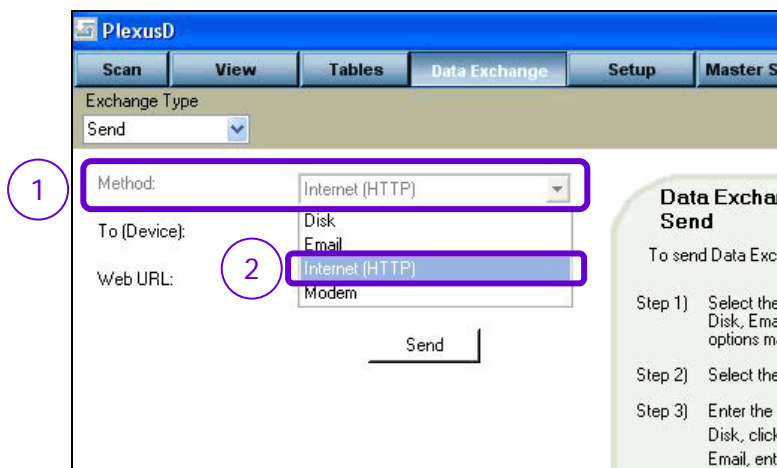 PlexusD
Scan View Tables Data Exchange Setup Master S
Exchange Type
Send
1
Method: Internet (HTTP)
To (Device): Disk
Email
2 Internet (HTTP)
Web URL: Modem
Send
Data Exchan
Send
To send Data Exc
Step 1) Select the
Disk, Ema
options ma
Step 2) Select the
Step 3) Enter the
Disk, click
Email, ent